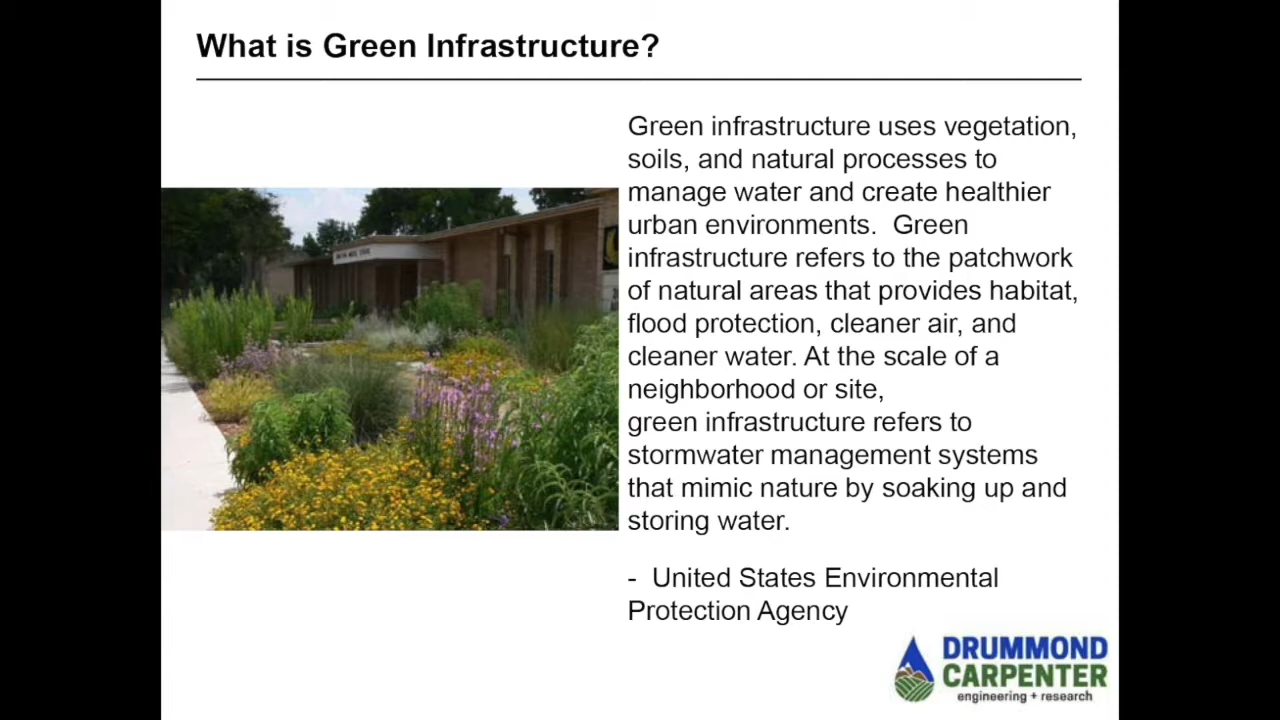 What is Green Infrastructure?
Green infrastructure uses vegetation,
soils, and natural processes to
manage water and create healthier
urban environments.  Green
infrastructure refers to the patchwork
of natural areas that provides habitat,
flood protection, cleaner air, and
cleaner water. At the scale of a
neighborhood or site,
green infrastructure refers to
stormwater management systems
that mimic nature by soaking up and
storing water.
-  United States Environmental
Protection Agency
DRUMMOND
CARPENTER
engineering + research